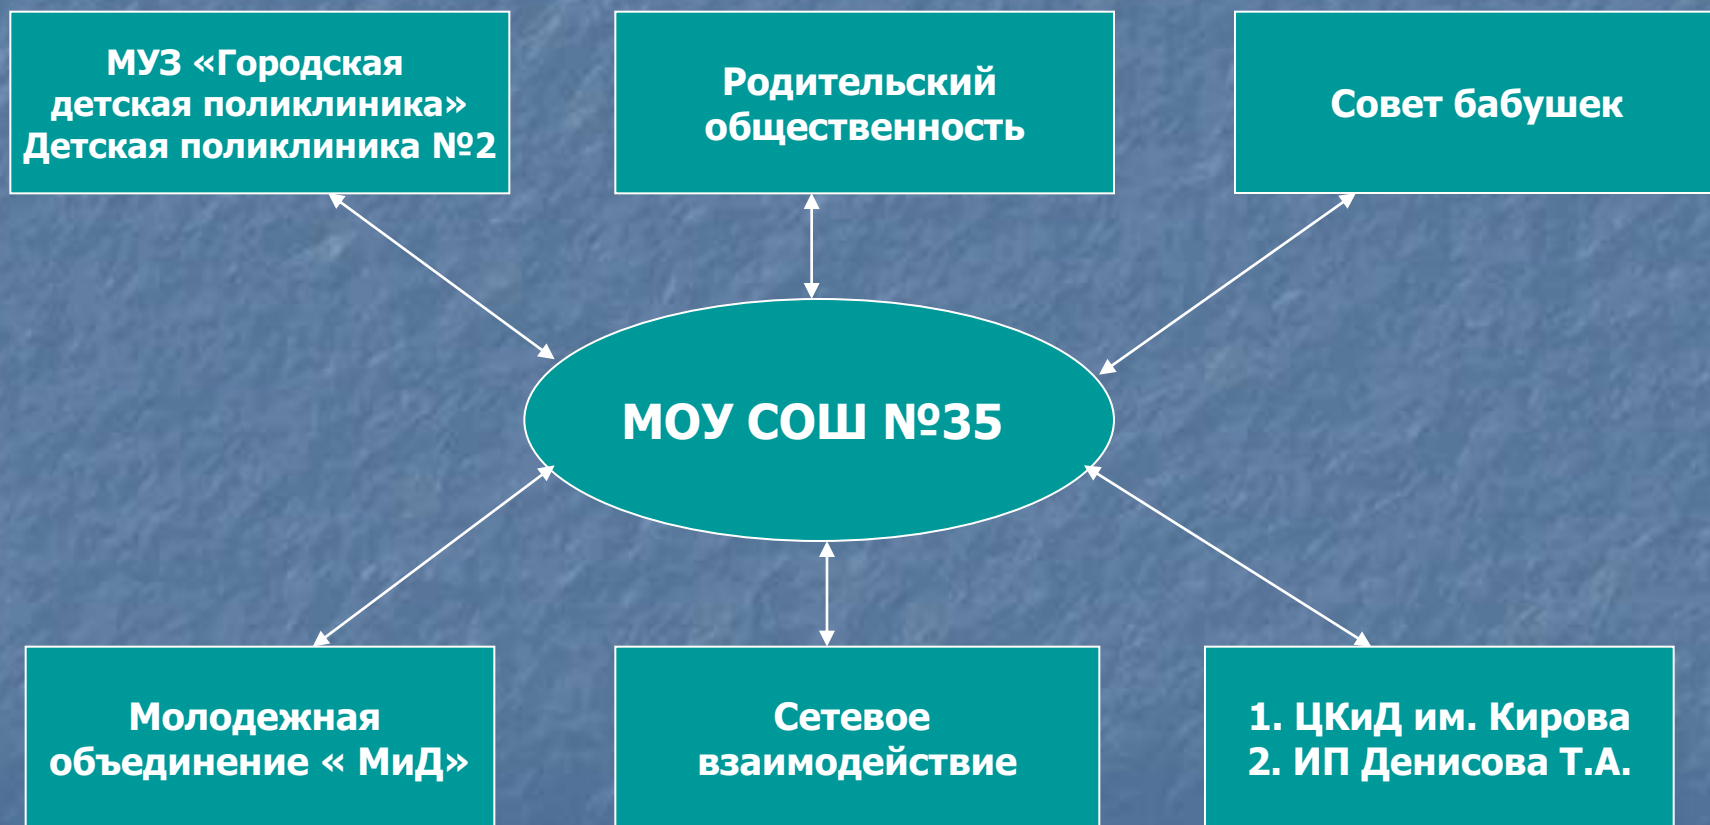 МУЗ «Городская
детская поликлиника»
Детская поликлиника №2
Родительский
общественность
Совет бабушек
МОУ СОШ №35
Молодежная
объединение « МиД»
Сетевое
взаимодействие
1. ЦКиД им. Кирова
2. ИП Денисова Т.А.